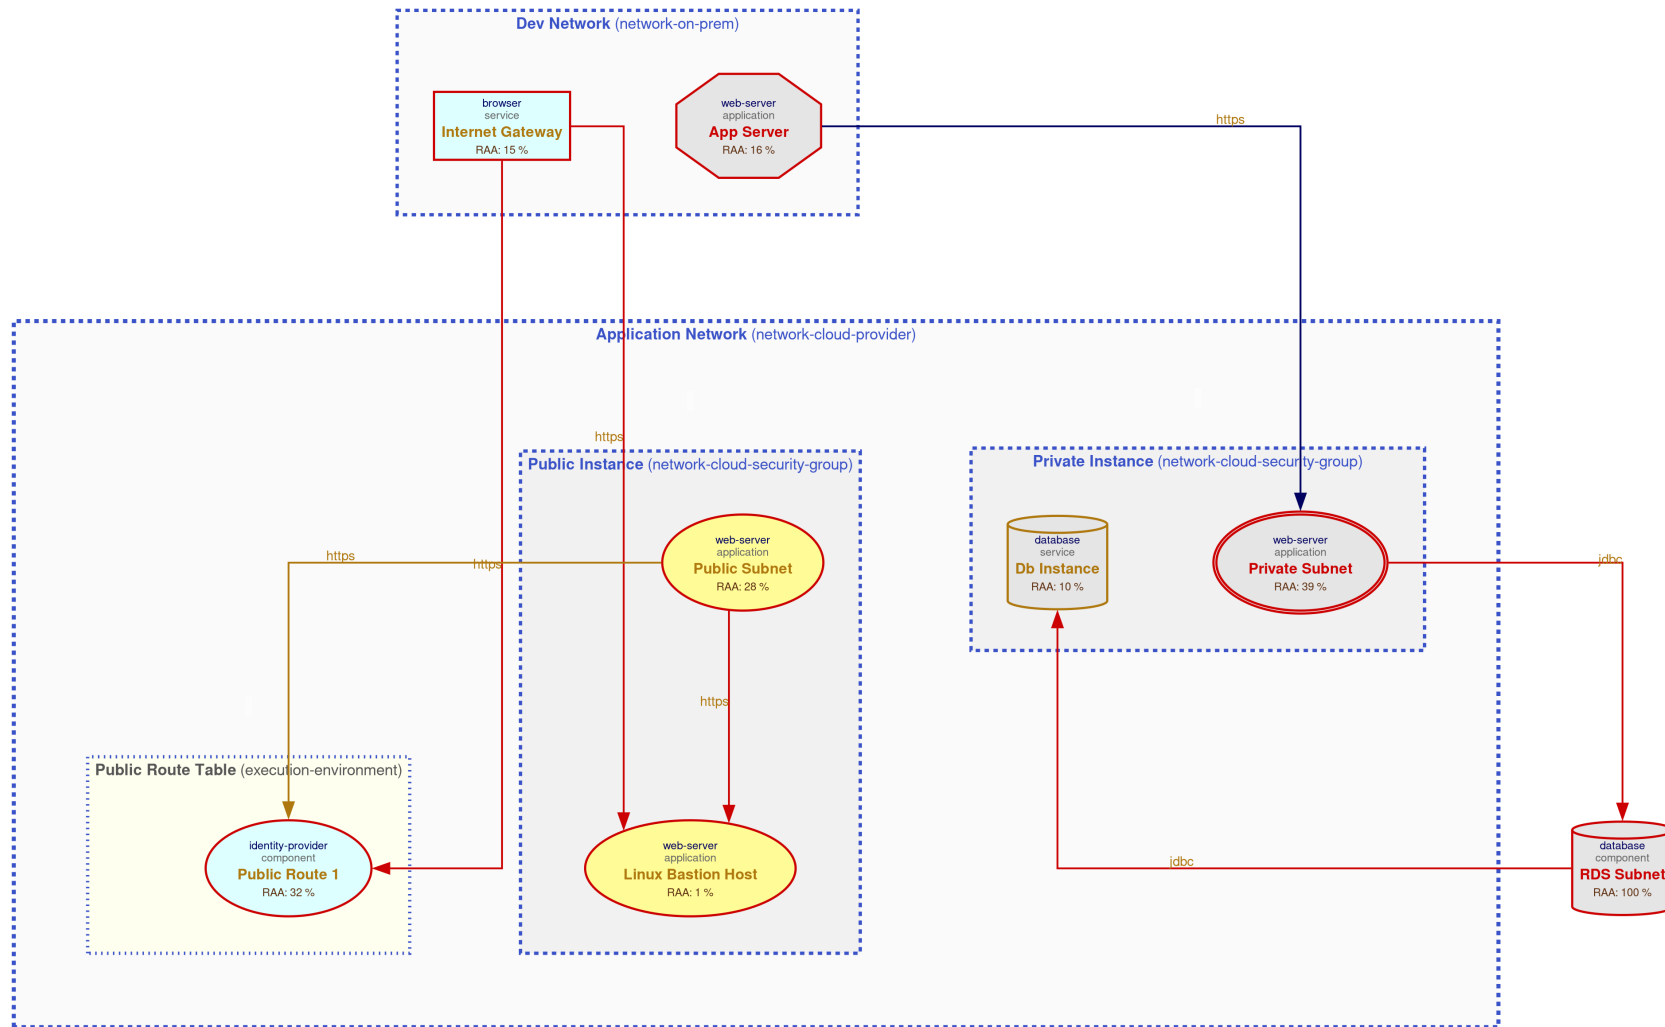 Dev Network (network-on-prem)
browser
service
Internet Gateway
RAA: 15 %
web-server
application
App Server
RAA: 16 %
https
Application Network (network-cloud-provider)
https
Public Instance (network-cloud-security-group)
Private Instance (network-cloud-security-group)
web-server
application
Public Subnet
RAA: 28 %
database
service
Db Instance
RAA: 10 %
web-server
application
Private Subnet
RAA: 39 %
https
https
jdbc
https
Public Route Table (execution-environment)
identity-provider
component
Public Route 1
RAA: 32 %
web-server
application
Linux Bastion Host
RAA: 1 %
jdbc
database
component
RDS Subnet
RAA: 100 %